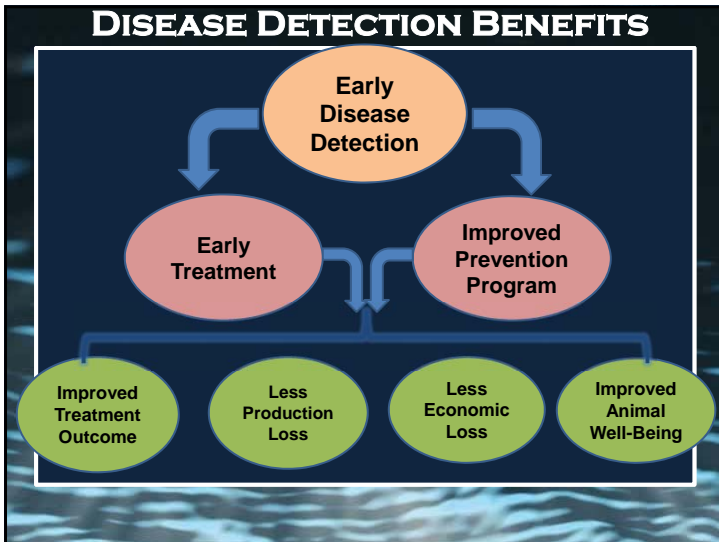 DISEASE DETECTION BENEFITS
Early
Disease
Detection
Early
Treatment
Improved
Prevention
Program
Improved
Treatment
Outcome
Less
Production
Loss
Less
Economic
Loss
Improved
Animal
Well-Being